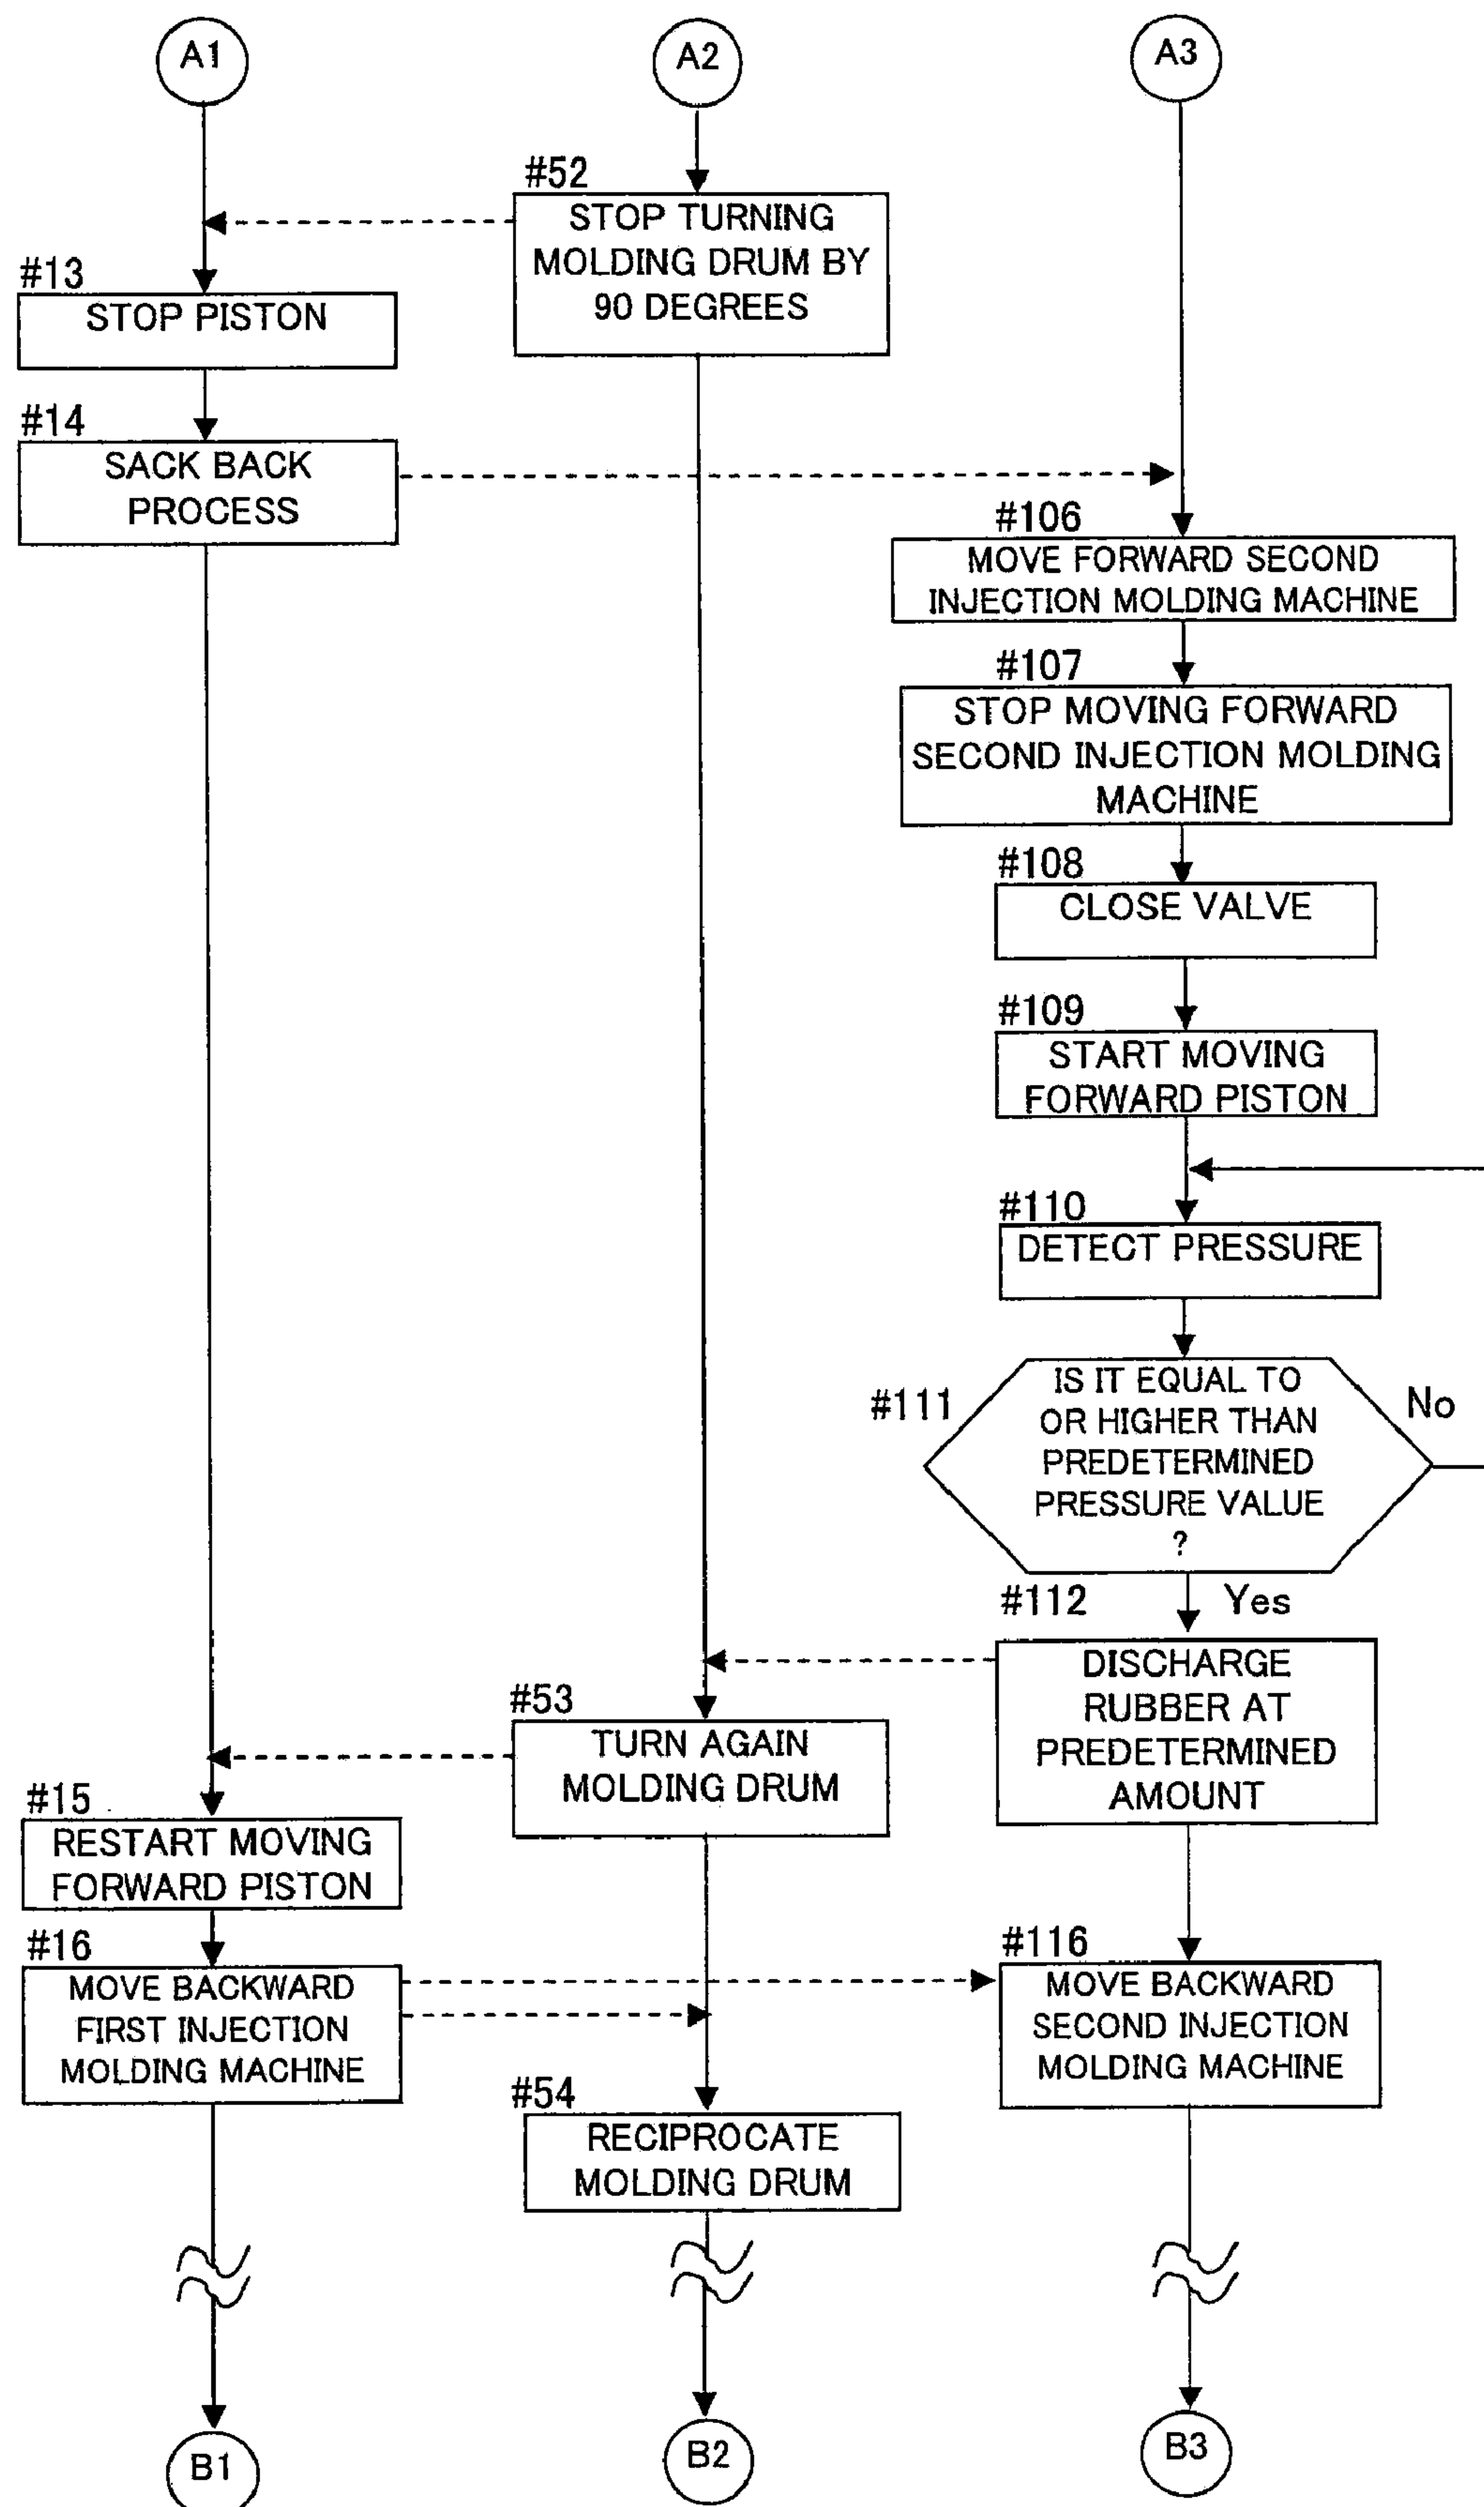 A1
A2
A3
#52
STOP TURNING
MOLDING DRUM BY
90 DEGREES
#13
STOP PISTON
#14
SACK BACK
PROCESS
#106
MOVE FORWARD SECOND
INJECTION MOLDING MACHINE
#107
STOP MOVING FORWARD
SECOND INJECTION MOLDING
MACHINE
#108
CLOSE VALVE
#109
START MOVING
FORWARD PISTON
#110
DETECT PRESSURE
#111
IS IT EQUAL TO
OR HIGHER THAN
PREDETERMINED
PRESSURE VALUE
?
No
Yes
#112
DISCHARGE
RUBBER AT
PREDETERMINED
AMOUNT
#53
TURN AGAIN
MOLDING DRUM
#15
RESTART MOVING
FORWARD PISTON
#16
MOVE BACKWARD
FIRST INJECTION
MOLDING MACHINE
#116
MOVE BACKWARD
SECOND INJECTION
MOLDING MACHINE
#54
RECIPROCATE
MOLDING DRUM
B1
B2
B3